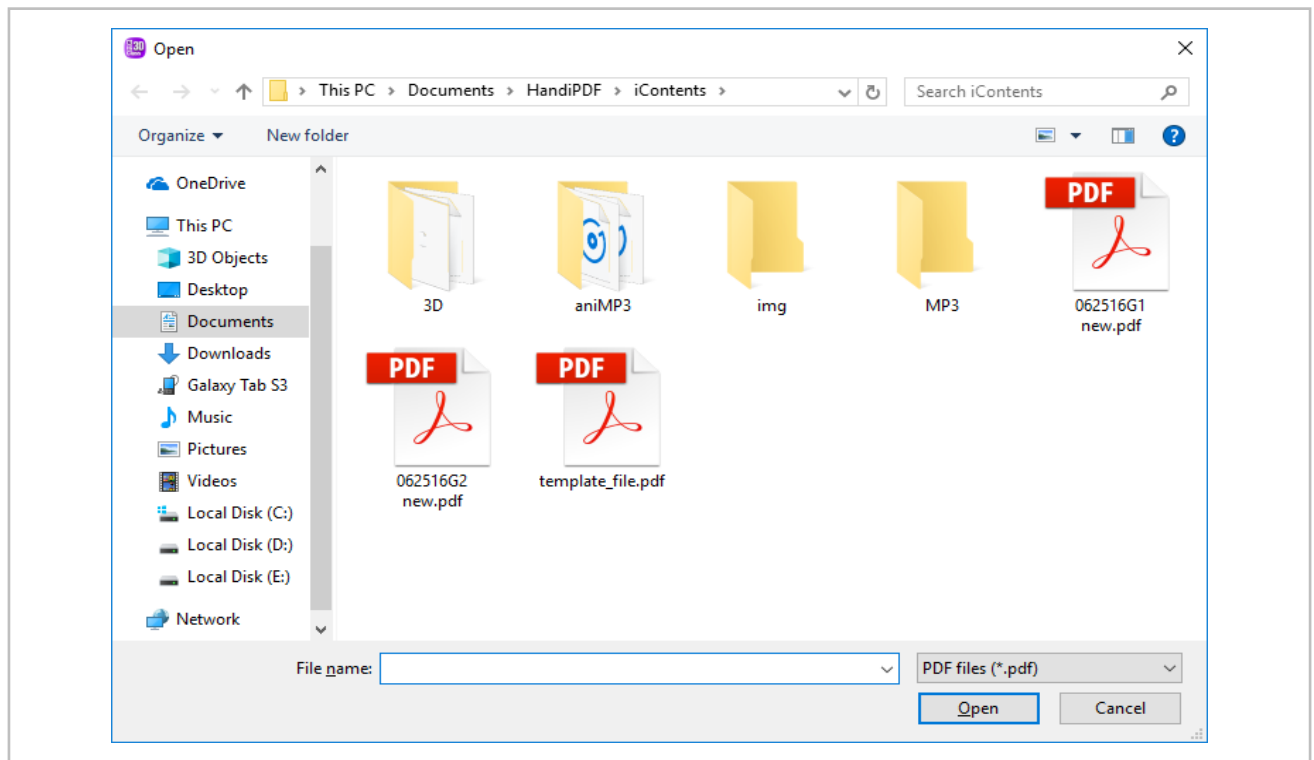 Open
This PC > Documents > HandiPDF > iContents >
Search iContents
Organize
New folder
OneDrive
This PC
3D Objects
Desktop
Documents
Downloads
Galaxy Tab S3
Music
Pictures
Videos
Local Disk (C:)
Local Disk (D:)
Local Disk (E:)
Network
3D
aniMP3
img
MP3
PDF
062516G1
new.pdf
PDF
062516G2
new.pdf
PDF
template_file.pdf
File name:
PDF files (*.pdf)
Open
Cancel